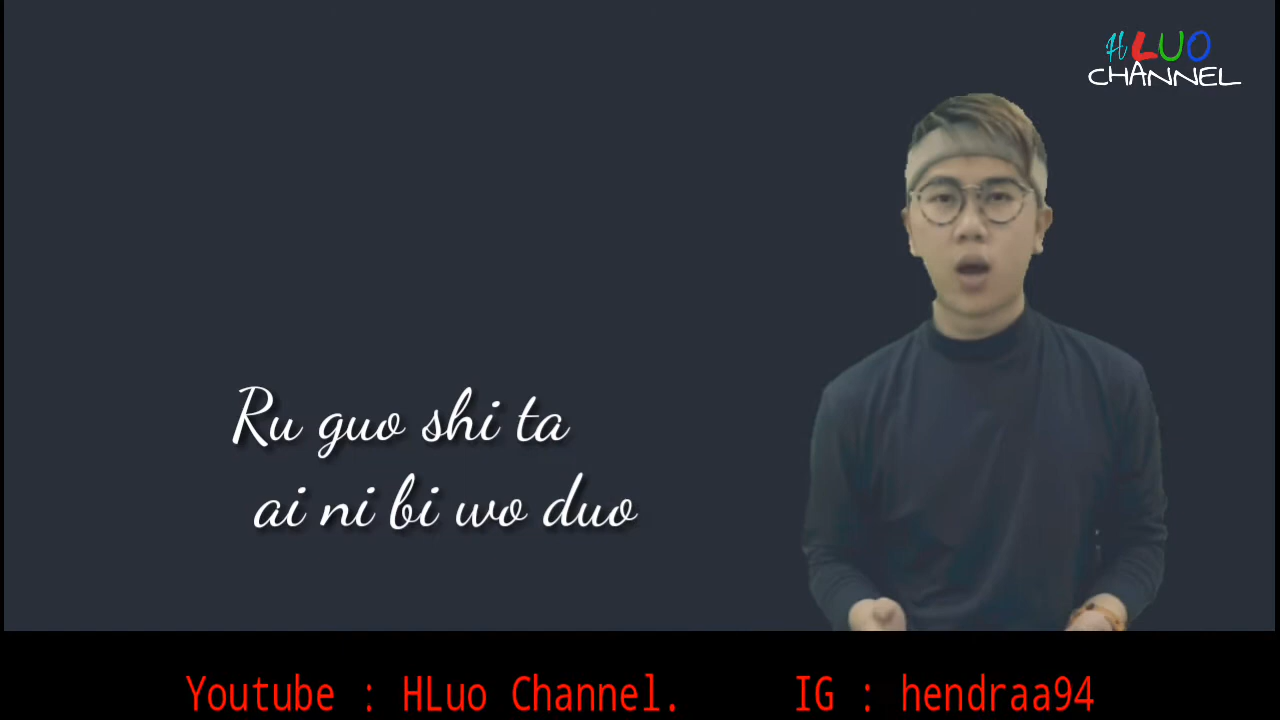 HLUO
CHANNEL
Ru guo shi ta
ai ni bi wo duo
Youtube : HLuo Channel. IG : hendraa94